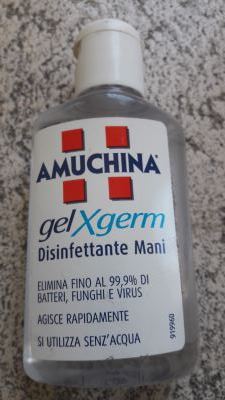 AMUCHINA
gel Xgerm
Disinfettante Mani
ELIMINA FINO AL 99,9% DI
BATTERI, FUNGHI E VIRUS
AGISCE RAPIDAMENTE
SI UTILIZZA SENZ'ACQUA
919960